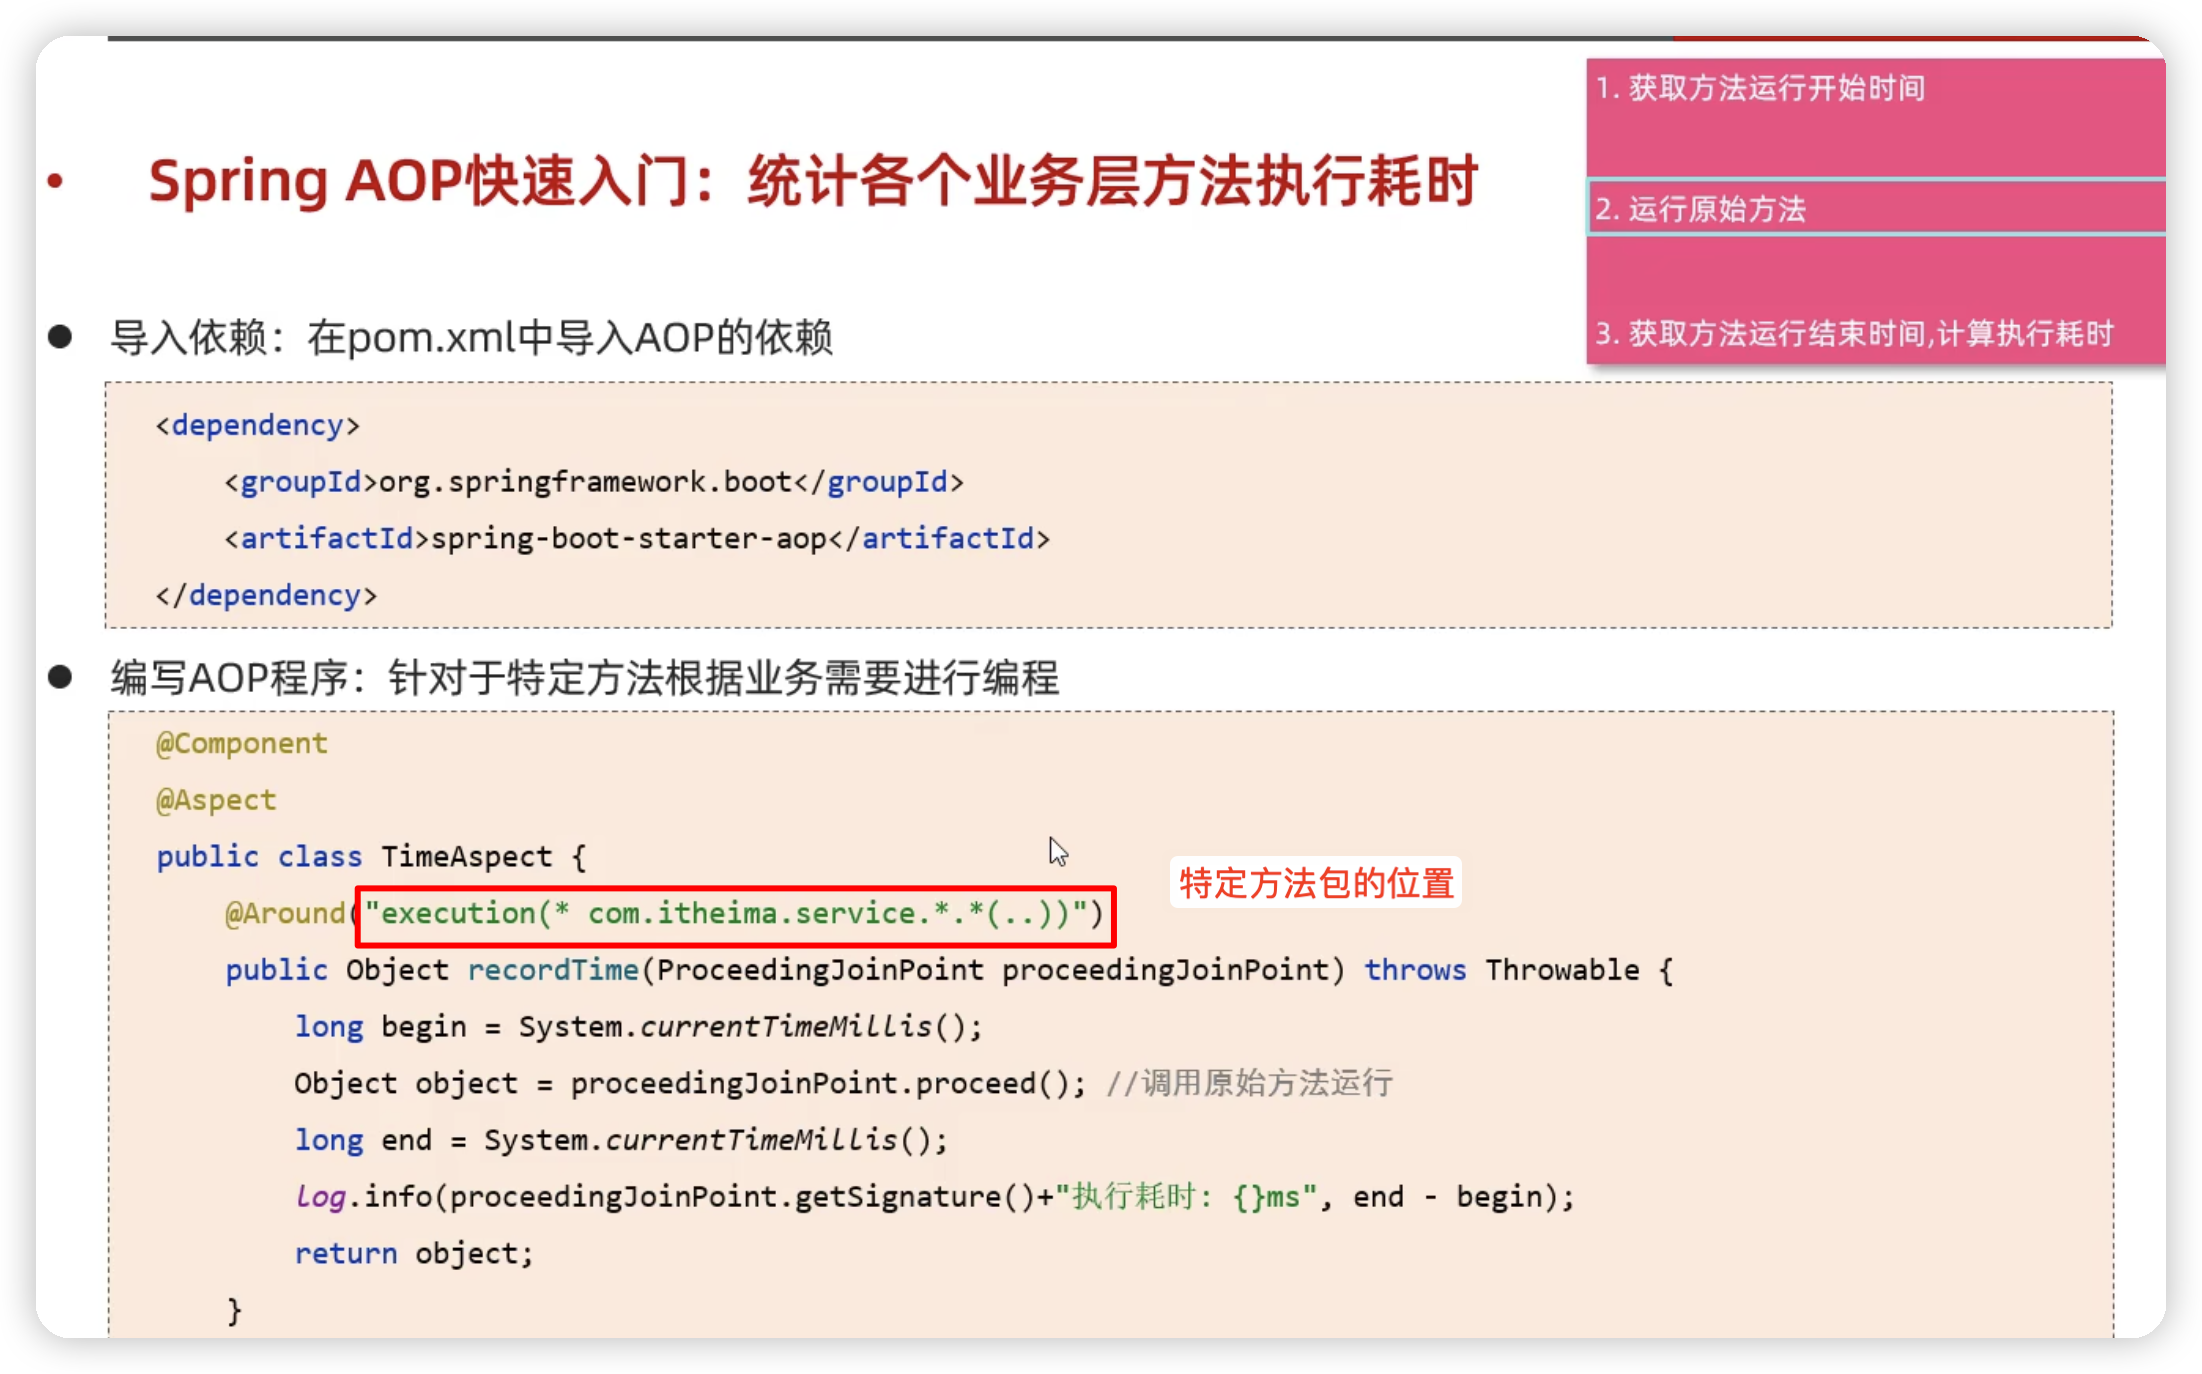 1. 获取方法运行开始时间
2. 运行原始方法
3. 获取方法运行结束时间,计算执行耗时
• Spring AOP快速入门：统计各个业务层方法执行耗时
● 导入依赖：在pom.xml中导入AOP的依赖
<dependency>
    <groupId>org.springframework.boot</groupId>
    <artifactId>spring-boot-starter-aop</artifactId>
</dependency>
● 编写AOP程序：针对于特定方法根据业务需要进行编程
@Component
@Aspect
public class TimeAspect {
特定方法包的位置
    @Around("execution(* com.itheima.service.*.*(..))")
    public Object recordTime(ProceedingJoinPoint proceedingJoinPoint) throws Throwable {
        long begin = System.currentTimeMillis();
        Object object = proceedingJoinPoint.proceed(); //调用原始方法运行
        long end = System.currentTimeMillis();
        log.info(proceedingJoinPoint.getSignature()+"执行耗时: {}ms", end - begin);
        return object;
    }